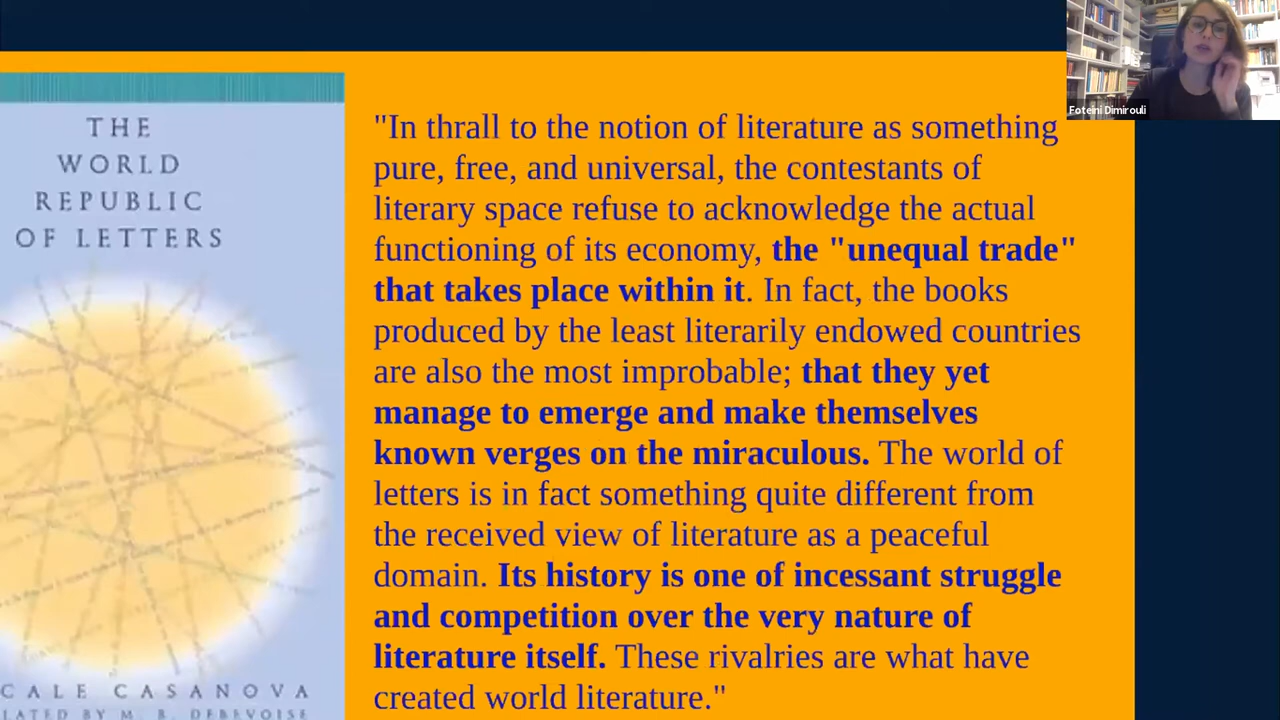 Foteini Dimirouli
THE
WORLD
REPUBLIC
OF LETTERS
CALE CASANOVA
LATED BY M. B. DEBEVOISE
"In thrall to the notion of literature as something
pure, free, and universal, the contestants of
literary space refuse to acknowledge the actual
functioning of its economy, the "unequal trade"
that takes place within it. In fact, the books
produced by the least literarily endowed countries
are also the most improbable; that they yet
manage to emerge and make themselves
known verges on the miraculous. The world of
letters is in fact something quite different from
the received view of literature as a peaceful
domain. Its history is one of incessant struggle
and competition over the very nature of
literature itself. These rivalries are what have
created world literature."